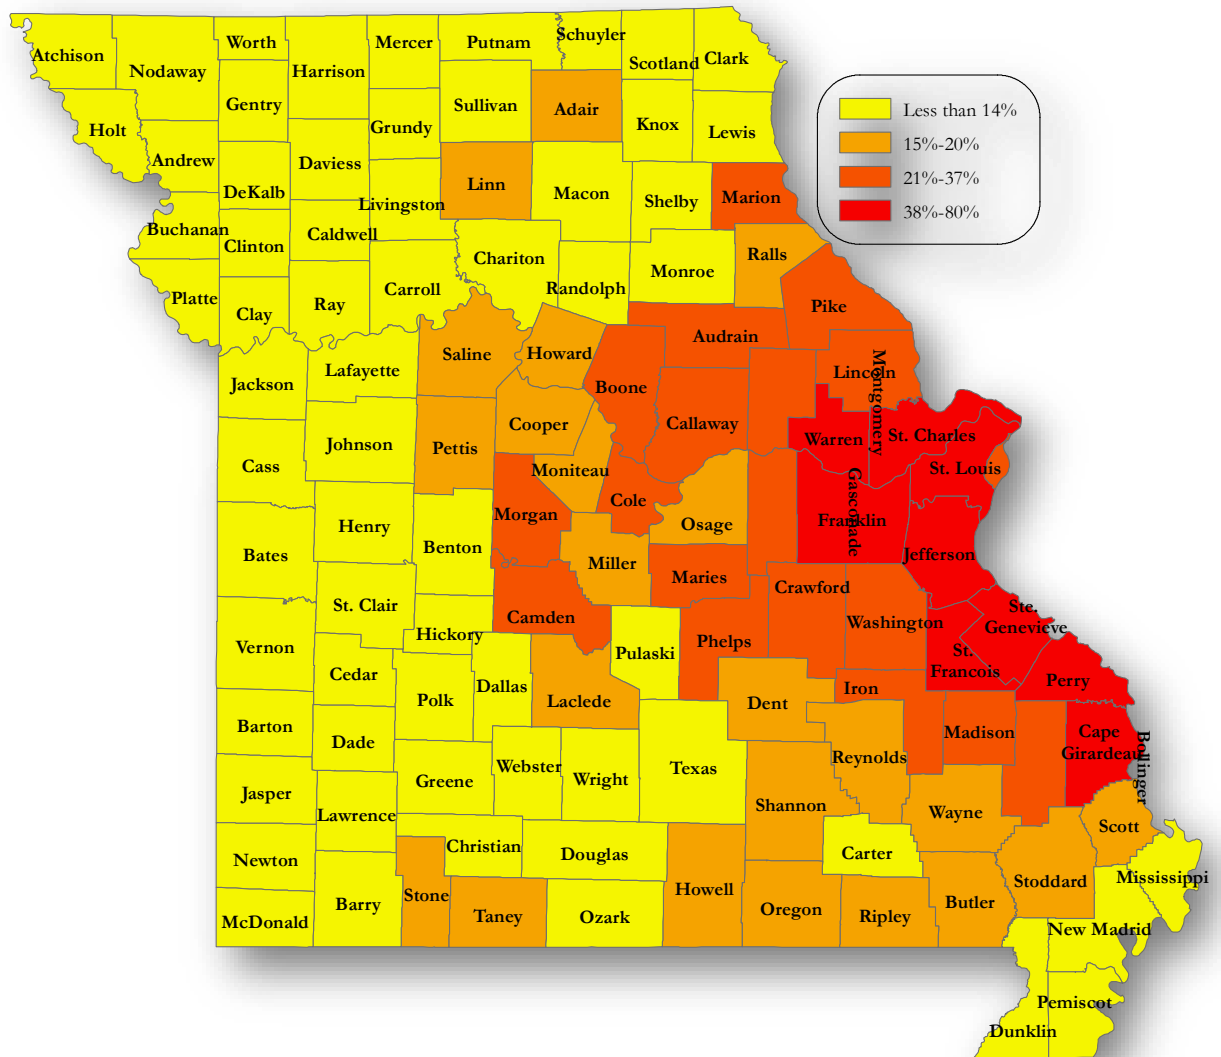 Atchison
Nodaway
Worth
Harrison
Mercer
Putnam
Schuyler
Scotland
Clark
Holt
Gentry
Grundy
Sullivan
Adair
Knox
Lewis
Andrew
DeKalb
Daviess
Livingston
Linn
Macon
Shelby
Marion
Buchanan
Clinton
Caldwell
Chariton
Randolph
Monroe
Ralls
Platte
Clay
Ray
Carroll
Pike
Less than 14%
15%-20%
21%-37%
38%-80%
Jackson
Lafayette
Saline
Howard
Boone
Audrain
Callaway
Lincoln
Montgomery
Warren
St. Charles
St. Louis
Cass
Johnson
Pettis
Cooper
Moniteau
Cole
Osage
Gasconade
Franklin
Jefferson
Bates
Henry
Benton
Morgan
Miller
Maries
Crawford
Washington
Ste.
Genevieve
St.
Francois
Perry
Vernon
St. Clair
Hickory
Camden
Pulaski
Phelps
Iron
Madison
Cape
Girardeau
Bollinger
Cedar
Polk
Dallas
Laclede
Dent
Reynolds
Barton
Dade
Greene
Webster
Wright
Texas
Shannon
Wayne
Scott
Jasper
Lawrence
Christian
Douglas
Carter
Stoddard
Mississippi
Newton
Barry
Stone
Taney
Ozark
Howell
Oregon
Ripley
Butler
New Madrid
McDonald
Pemiscot
Dunklin